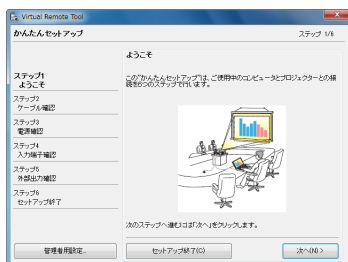 Virtual Remote Tool
かんたんセットアップ
ステップ 1/6
ようこそ
ステップ1
ようこそ
ステップ2
ケーブル確認
ステップ3
電源確認
ステップ4
入力端子確認
ステップ5
外部出力確認
ステップ6
セットアップ終了
この"かんたんセットアップ"は、ご使用中のコンピュータとプロジェクターとの接
続を6つのステップで行います。
次のステップへ進むには「次へ」をクリックします。
管理者用設定...
セットアップ終了(C)
次へ(N) >